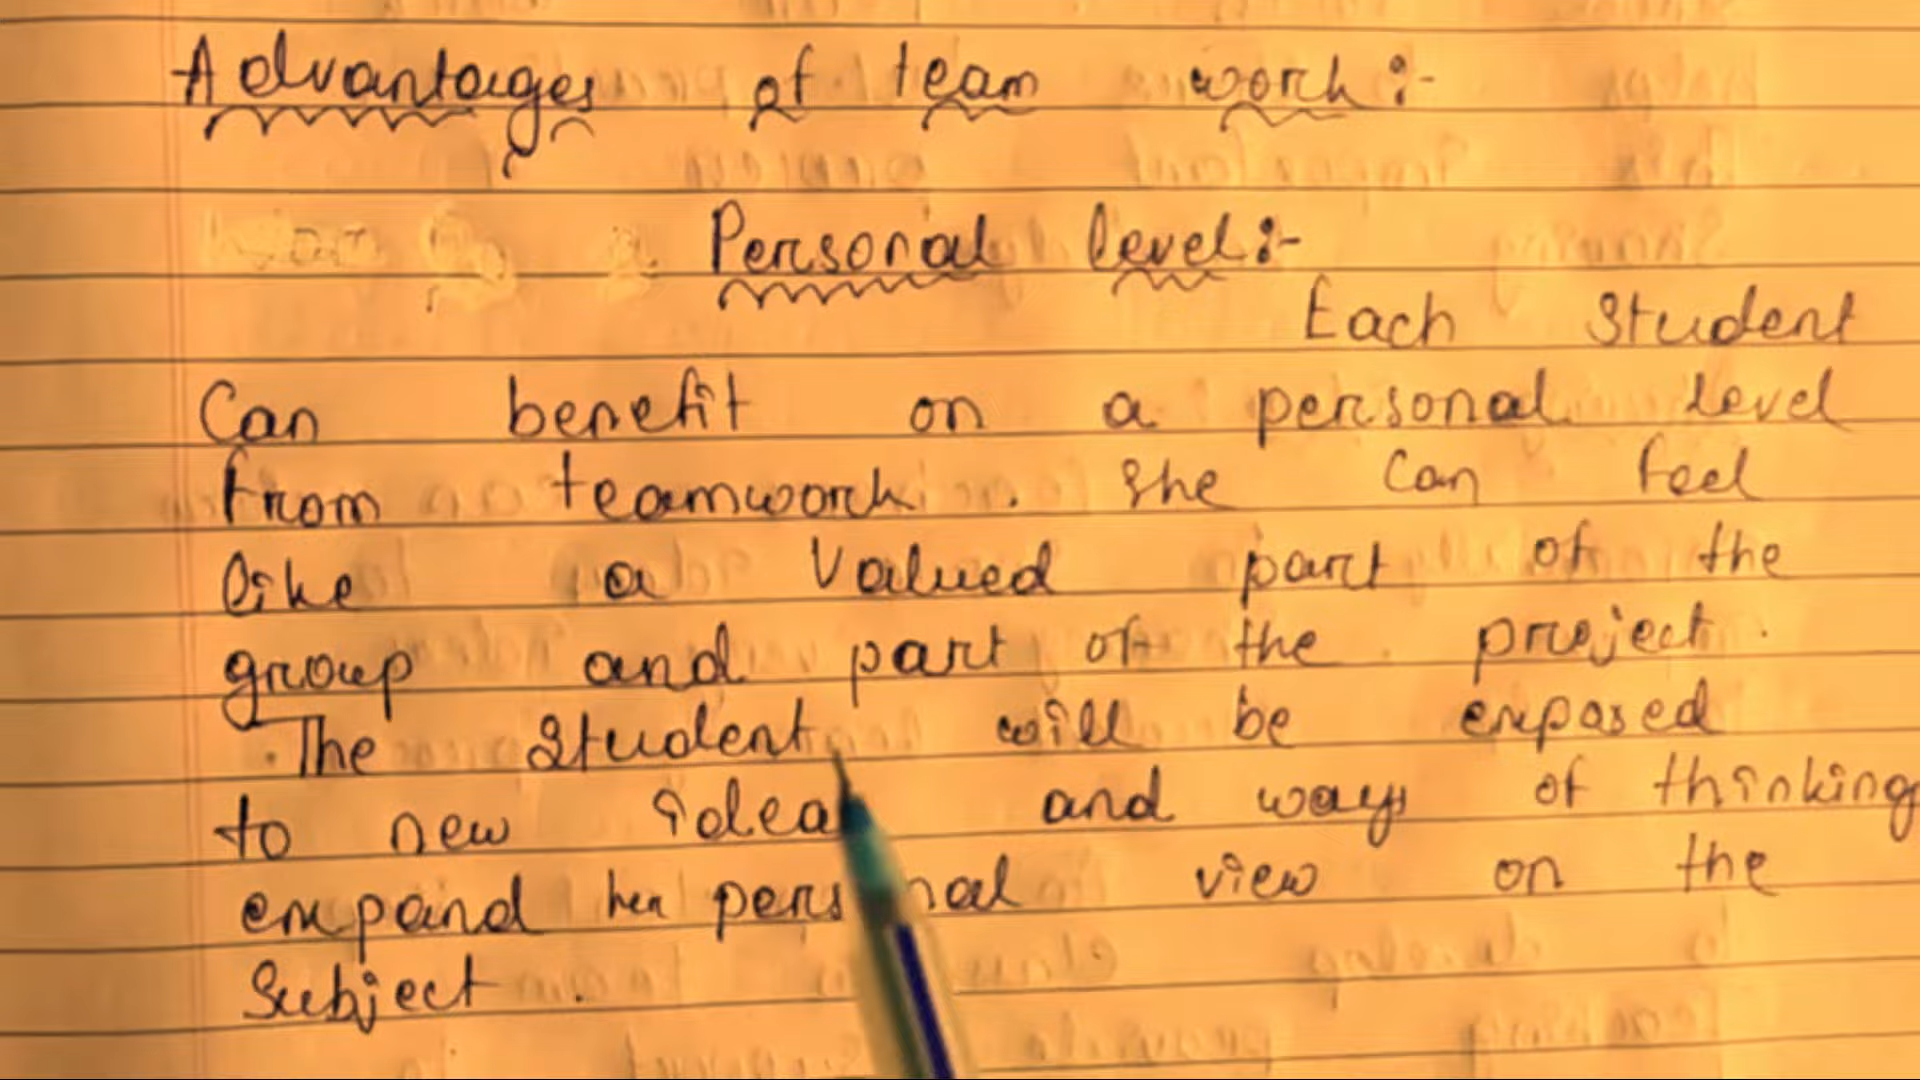 Advantages of team work:-
Personal level:-
Each Student
Can benefit on a personal level
from teamwork. She Can feel
like a Valued part of the
group and part of the project.
The Student will be exposed
to new idea and ways of thinking
expand her personal view on the
Subject.